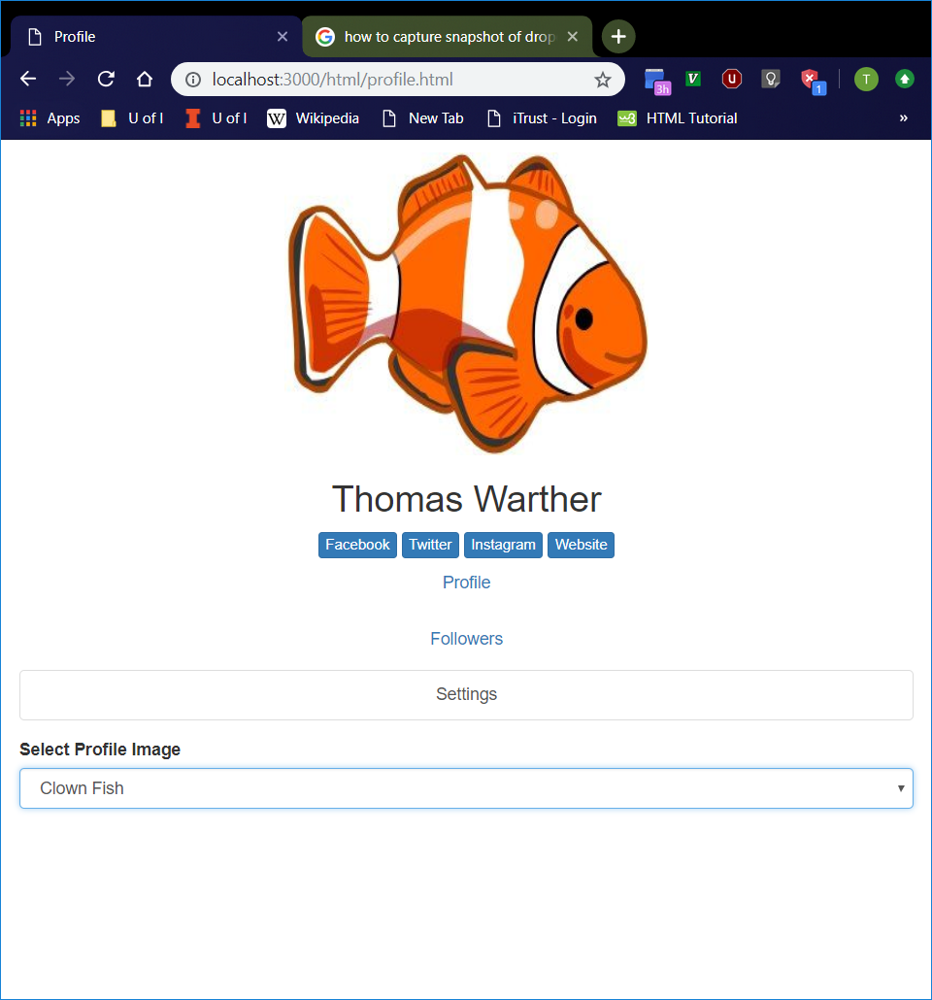 Profile
how to capture snapshot of drop
localhost:3000/html/profile.html
3h
V
U
1
T
Apps
U of I
I
U of I
W
Wikipedia
New Tab
iTrust - Login
w3
HTML Tutorial
»
Thomas Warther
Facebook Twitter Instagram Website
Profile
Followers
Settings
Select Profile Image
Clown Fish